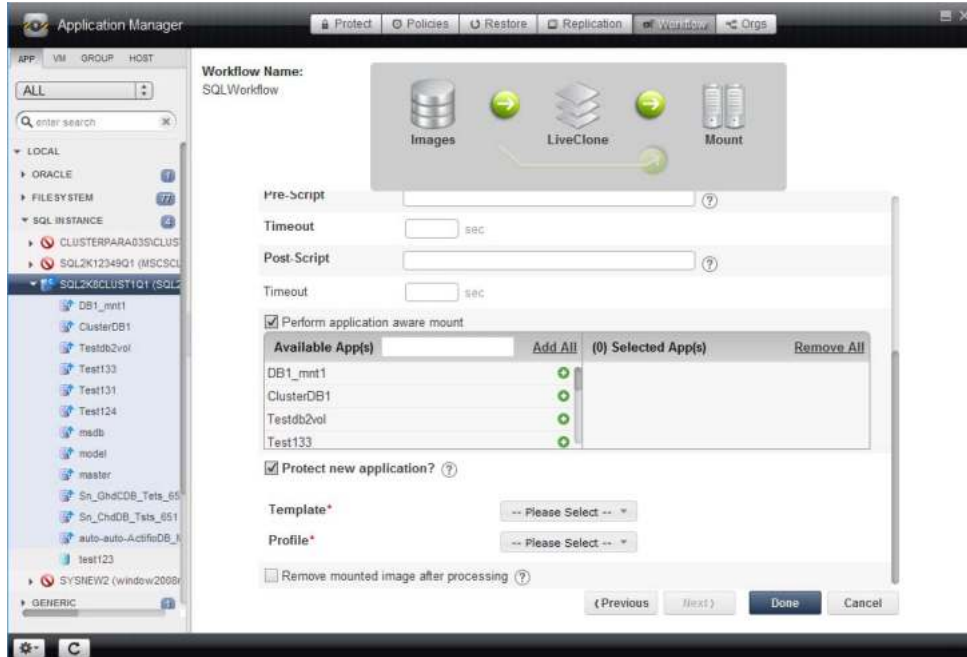 Application Manager
Protect
Policies
Restore
Replication
Workflow
Orgs
APP VM GROUP HOST
ALL
enter search
LOCAL
ORACLE
FILESYSTEM 77
SQL INSTANCE
CLUSTERPARA03S\CLUS
SQL2K12349Q1 (MSCSCL
SQL2K8CLUST1Q1 (SQL2
DB1_mnt1
ClusterDB1
Testdb2vol
Test133
Test131
Test124
msdb
model
master
Sn_GhdCDB_Tets_65
Sn_ChdDB_Tsts_651
auto-auto-ActifioDB_
test123
SYSNEW2 (window2008r
GENERIC
Workflow Name:
SQLWorkflow
Images
LiveClone
Mount
Pre-Script ?
Timeout sec
Post-Script ?
Timeout sec
Perform application aware mount
Available App(s) Add All (0) Selected App(s) Remove All
DB1_mnt1
ClusterDB1
Testdb2vol
Test133
Protect new application? ?
Template* -- Please Select --
Profile* -- Please Select --
Remove mounted image after processing ?
Previous
Next
Done
Cancel